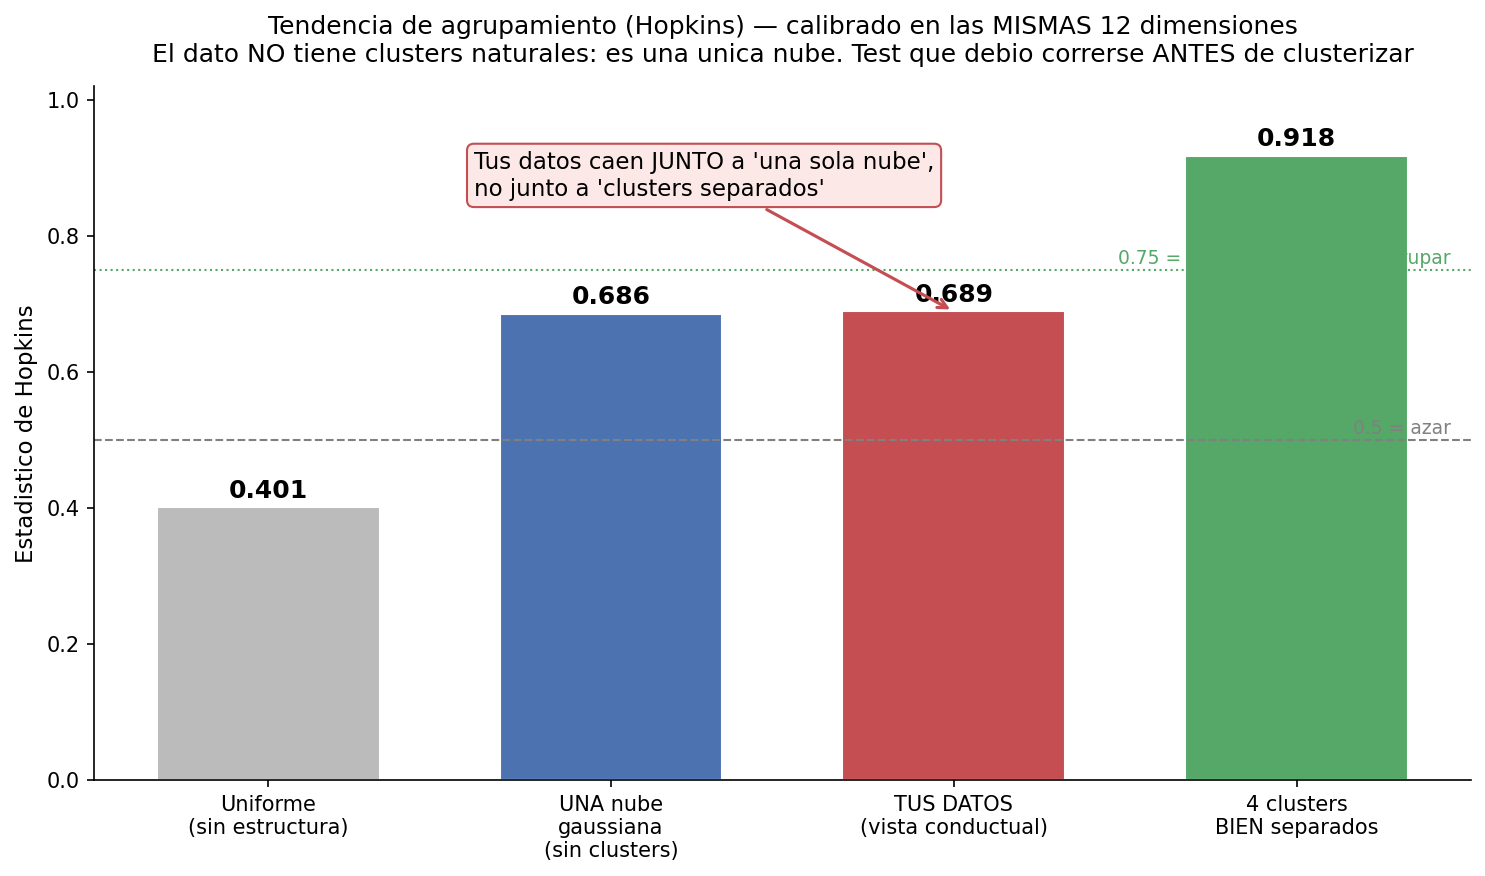 Tendencia de agrupamiento (Hopkins) — calibrado en las MISMAS 12 dimensiones
El dato NO tiene clusters naturales: es una unica nube. Test que debio correrse ANTES de clusterizar
Estadistico de Hopkins
1.0
0.8
0.6
0.4
0.2
0.0
Tus datos caen JUNTO a 'una sola nube',
no junto a 'clusters separados'
0.401
0.686
0.689
0.918
0.75 = upar
0.5 = azar
Uniforme
(sin estructura)
UNA nube
gaussiana
(sin clusters)
TUS DATOS
(vista conductual)
4 clusters
BIEN separados